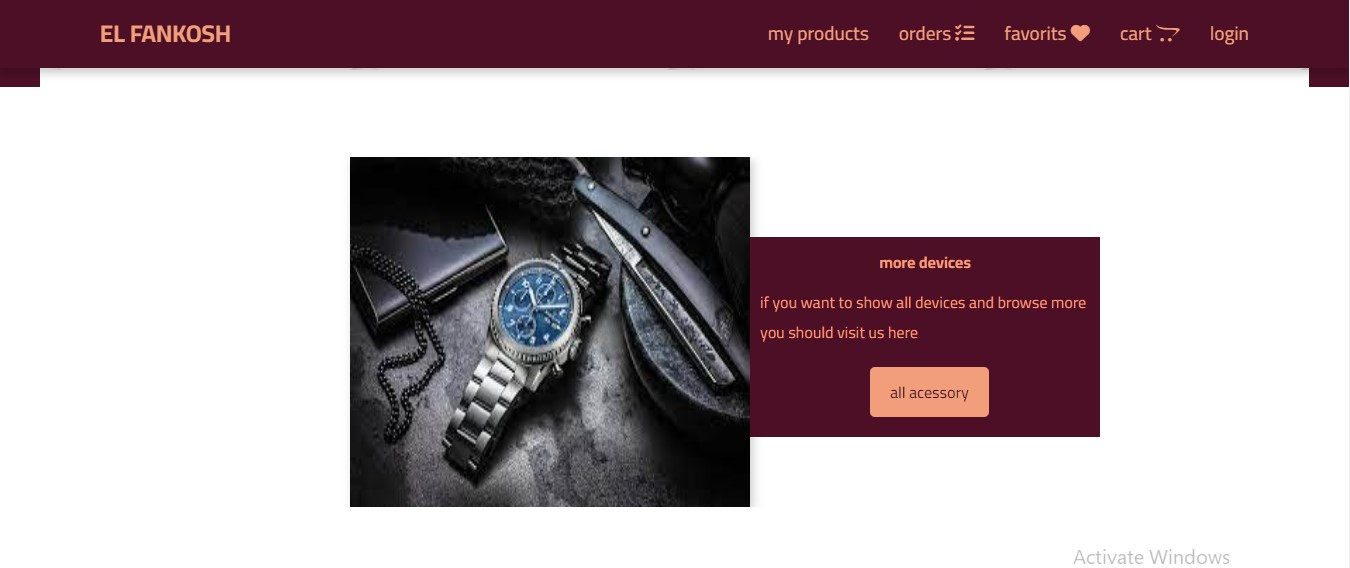 EL FANKOSH
my products orders favorits cart login
more devices
if you want to show all devices and browse more
you should visit us here
all acessory
Activate Windows